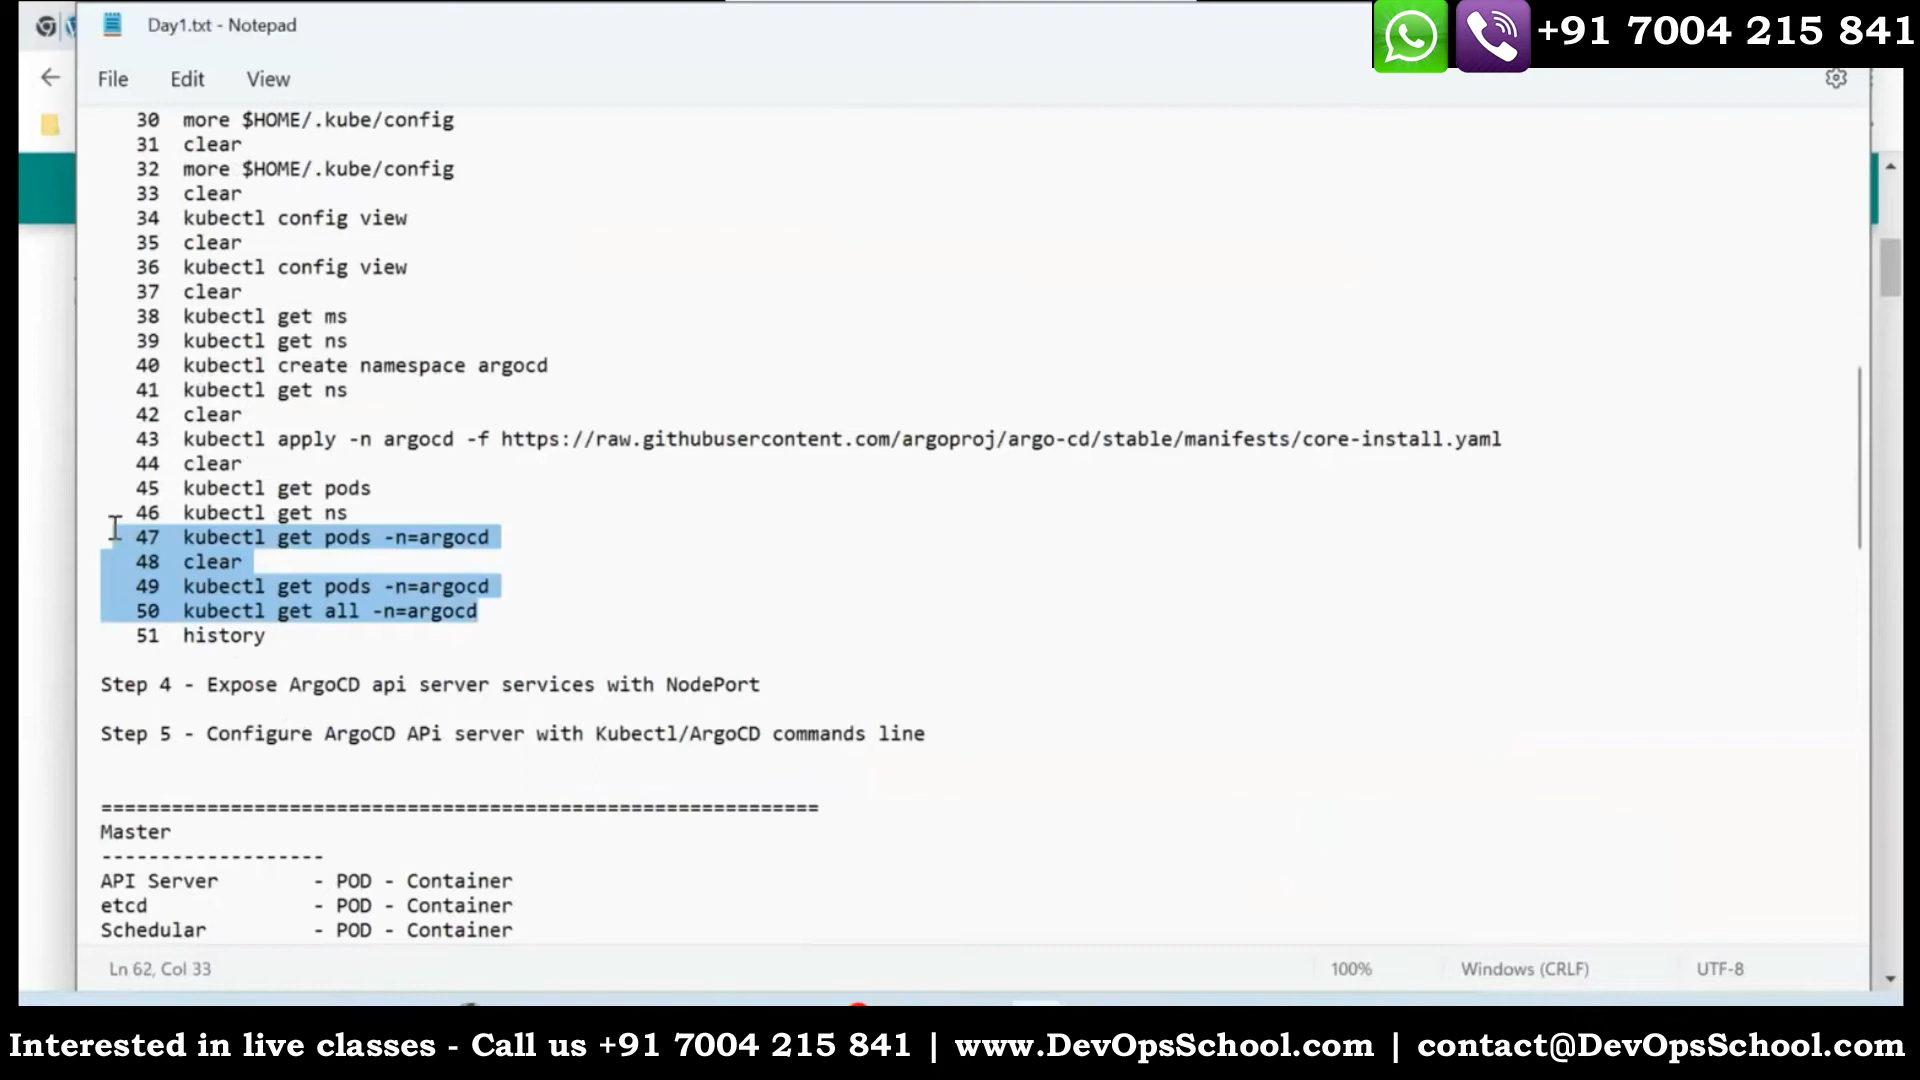 Day1.txt - Notepad
+91 7004 215 841
File Edit View
30 more $HOME/.kube/config
31 clear
32 more $HOME/.kube/config
33 clear
34 kubectl config view
35 clear
36 kubectl config view
37 clear
38 kubectl get ms
39 kubectl get ns
40 kubectl create namespace argocd
41 kubectl get ns
42 clear
43 kubectl apply -n argocd -f https://raw.githubusercontent.com/argoproj/argo-cd/stable/manifests/core-install.yaml
44 clear
45 kubectl get pods
46 kubectl get ns
47 kubectl get pods -n=argocd
48 clear
49 kubectl get pods -n=argocd
50 kubectl get all -n=argocd
51 history
Step 4 - Expose ArgoCD api server services with NodePort
Step 5 - Configure ArgoCD APi server with Kubectl/ArgoCD commands line
=============================================================
Master
-------------------
API Server - POD - Container
etcd - POD - Container
Schedular - POD - Container
Ln 62, Col 33 100% Windows (CRLF) UTF-8
Interested in live classes - Call us +91 7004 215 841 | www.DevOpsSchool.com | contact@DevOpsSchool.com